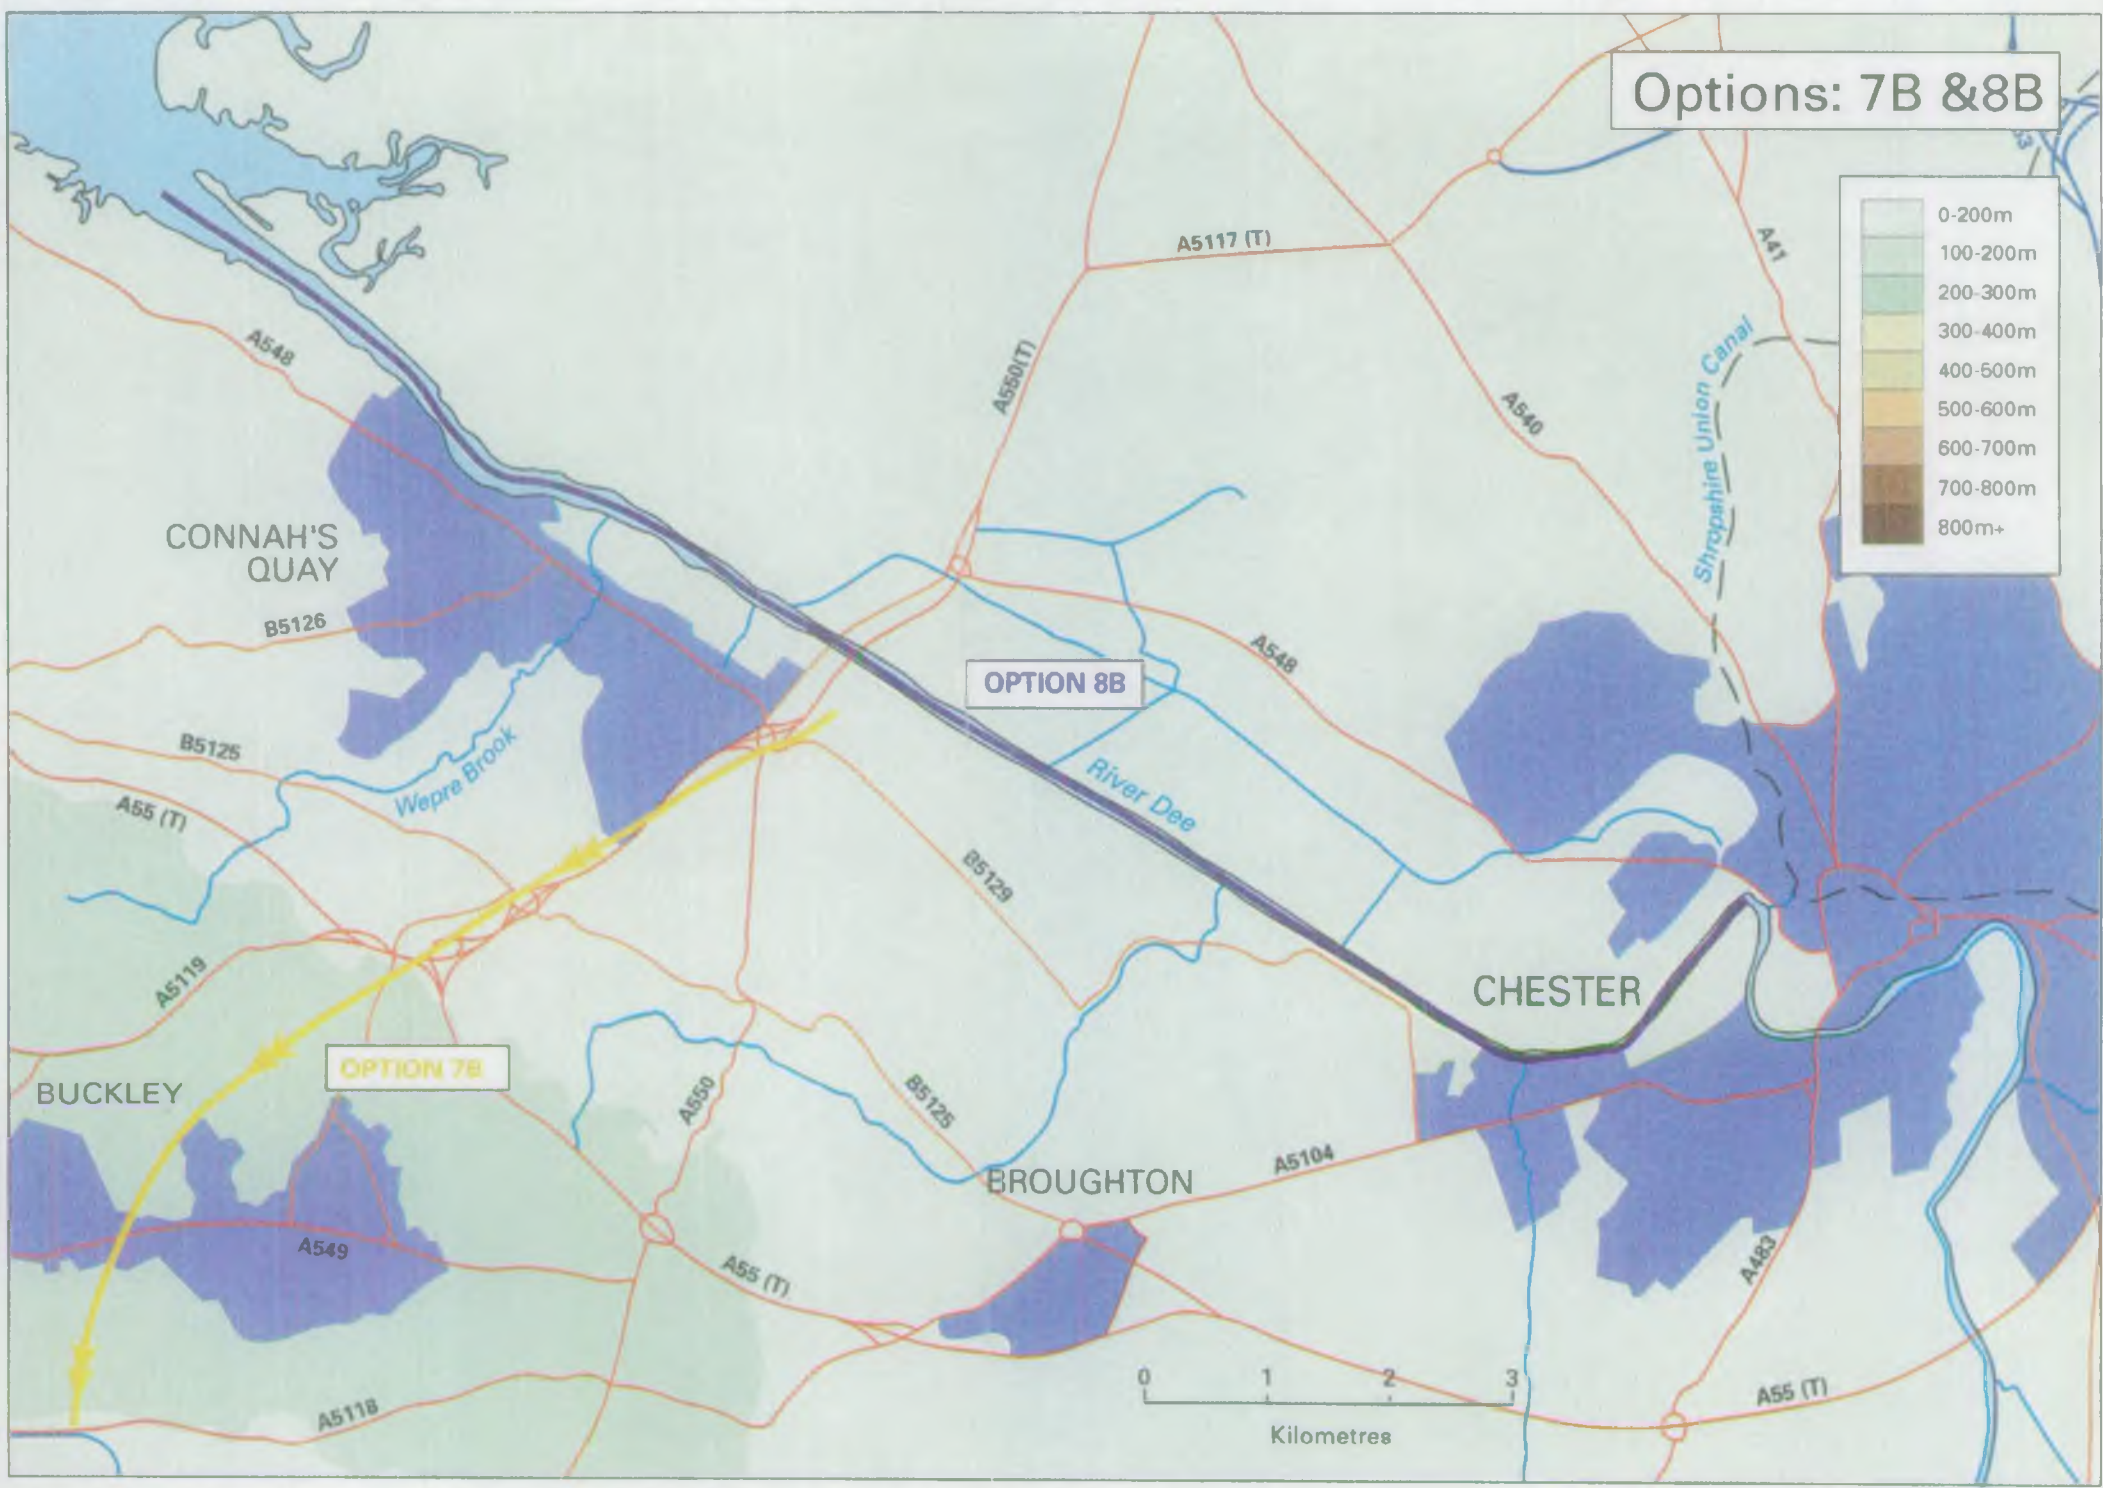 Options: 7B &8B
53
0-200m
100-200m
200-300m
300-400m
400-500m
500-600m
600-700m
700-800m
800m+
A5117 (T)
A41
A548
A550(T)
A540
Shropshire Union Canal
CONNAH'S
QUAY
B5126
A548
OPTION 8B
B5125
Wepre Brook
A55 (T)
River Dee
B5129
A5119
CHESTER
OPTION 7B
BUCKLEY
A550
B5125
BROUGHTON
A5104
A549
A55 (T)
A483
0 1 2 3
Kilometres
A55 (T)
A5118